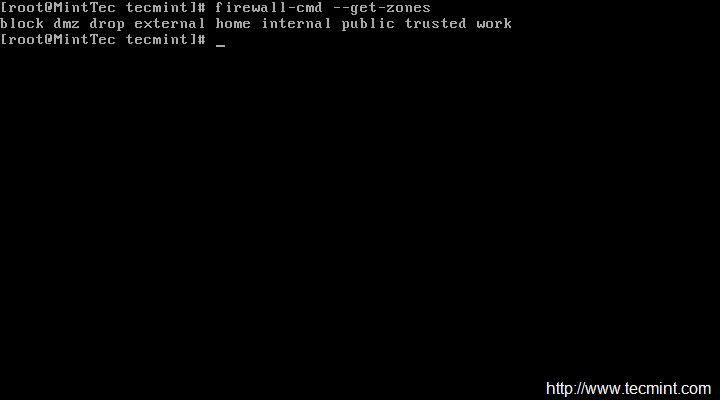 [root@MintTec tecmint]# firewall-cmd --get-zones
block dmz drop external home internal public trusted work
[root@MintTec tecmint]# _
http://www.tecmint.com